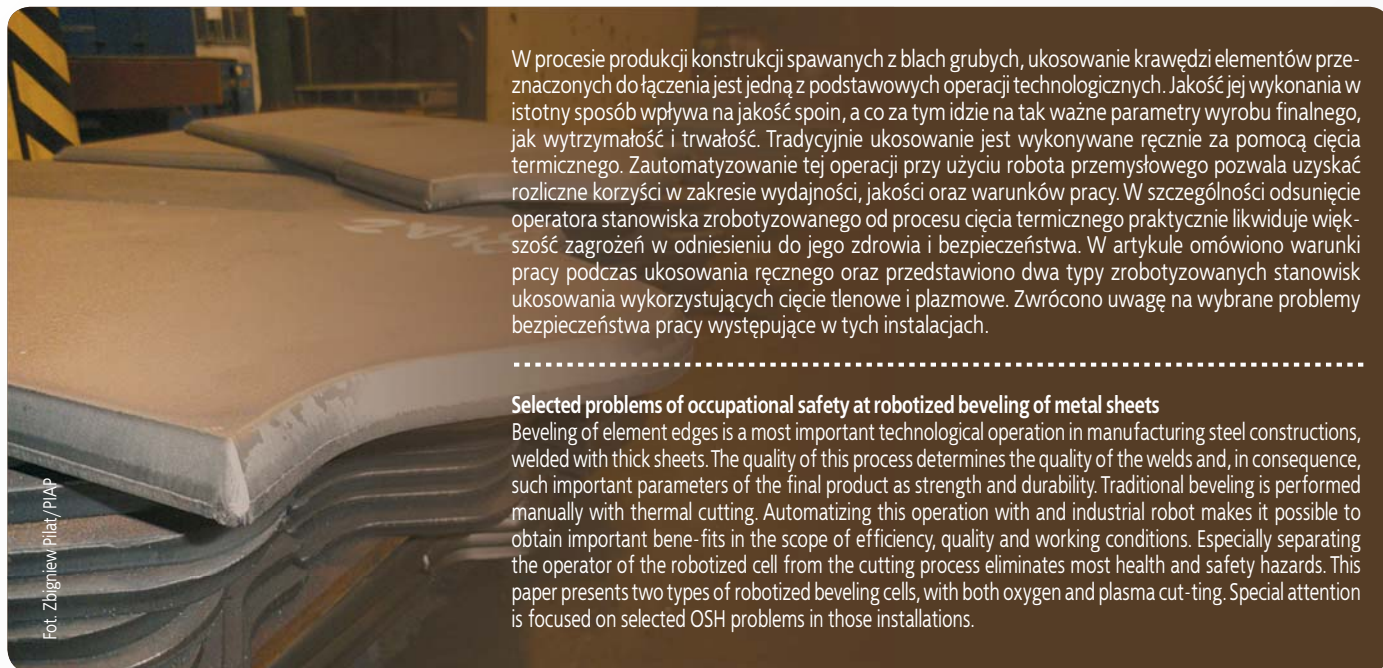 W procesie produkcji konstrukcji spawanych z blach grubych, ukosowanie krawędzi elementów prze-
znaczonych do łączenia jest jedną z podstawowych operacji technologicznych. Jakość jej wykonania w
istotny sposób wpływa na jakość spoin, a co za tym idzie na tak ważne parametry wyrobu finalnego,
jak wytrzymałość i trwałość. Tradycyjnie ukosowanie jest wykonywane ręcznie za pomocą cięcia
termicznego. Zautomatyzowanie tej operacji przy użyciu robota przemysłowego pozwala uzyskać
rozliczne korzyści w zakresie wydajności, jakości oraz warunków pracy. W szczególności odsunięcie
operatora stanowiska zrobotyzowanego od procesu cięcia termicznego praktycznie likwiduje więk-
szość zagrożeń w odniesieniu do jego zdrowia i bezpieczeństwa. W artykule omówiono warunki
pracy podczas ukosowania ręcznego oraz przedstawiono dwa typy zrobotyzowanych stanowisk
ukosowania wykorzystujących cięcie tlenowe i plazmowe. Zwrócono uwagę na wybrane problemy
bezpieczeństwa pracy występujące w tych instalacjach.
Selected problems of occupational safety at robotized beveling of metal sheets
Beveling of element edges is a most important technological operation in manufacturing steel constructions,
welded with thick sheets. The quality of this process determines the quality of the welds and, in consequence,
such important parameters of the final product as strength and durability. Traditional beveling is performed
manually with thermal cutting. Automatizing this operation with and industrial robot makes it possible to
obtain important bene-fits in the scope of efficiency, quality and working conditions. Especially separating
the operator of the robotized cell from the cutting process eliminates most health and safety hazards. This
paper presents two types of robotized beveling cells, with both oxygen and plasma cut-ting. Special attention
is focused on selected OSH problems in those installations.
Fot. Zbigniew Pilat/PIAP